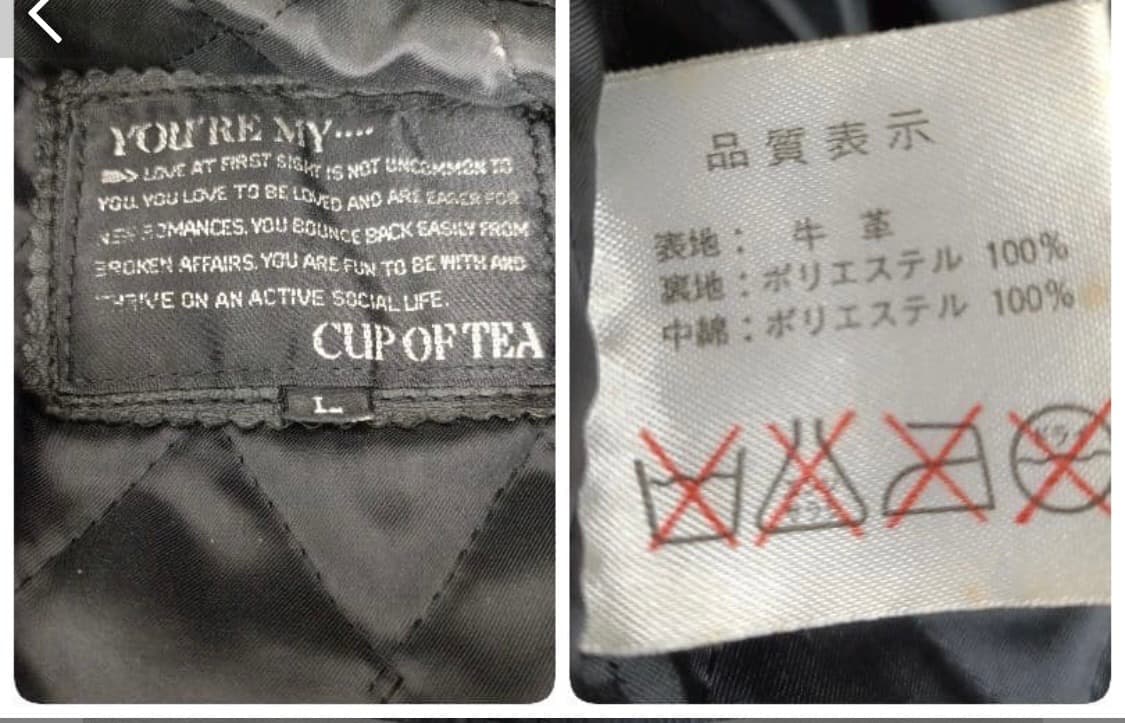 YOU'RE MY....
LOVE AT FIRST SIGHT IS NOT UNCOMMON TO
YOU. YOU LOVE TO BE LOVED AND ARE EAGER FOR
NEW ROMANCES. YOU BOUNCE BACK EASILY FROM
BROKEN AFFAIRS. YOU ARE FUN TO BE WITH AND
THRIVE ON AN ACTIVE SOCIAL LIFE.
CUP OF TEA
L
品質表示
表地: 牛革
裏地:ポリエステル 100%
中綿:ポリエステル 100%